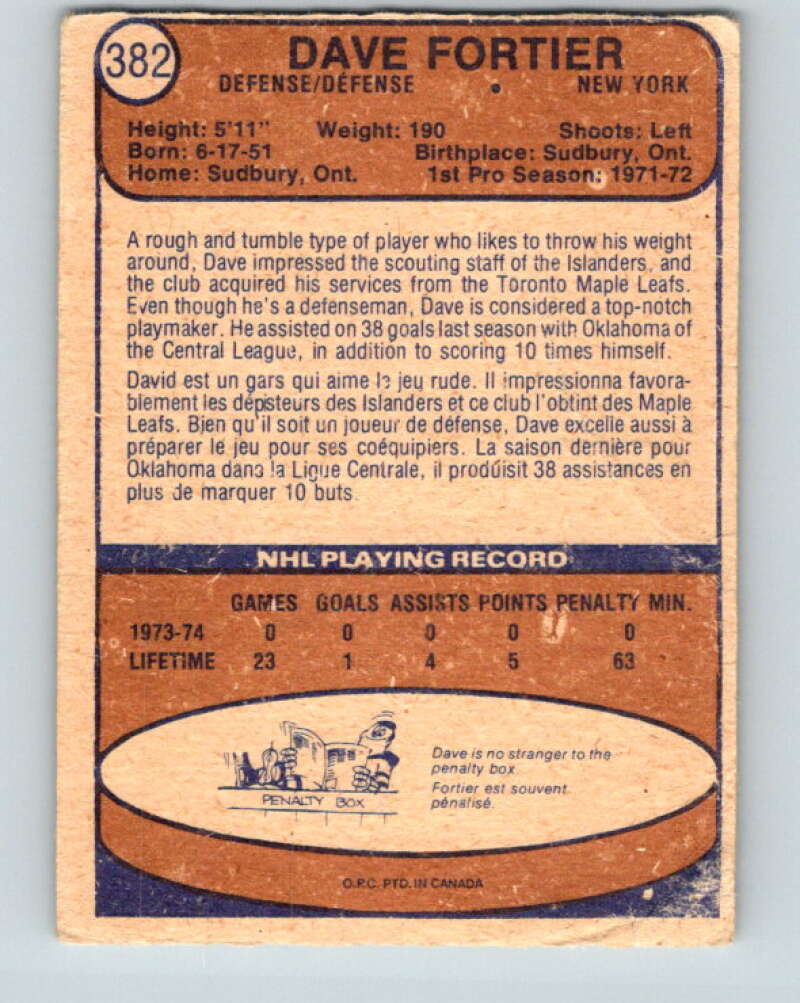 382
DAVE FORTIER
DEFENSE/DÉFENSE • NEW YORK
Height: 5'11" Weight: 190 Shoots: Left
Born: 6-17-51 Birthplace: Sudbury, Ont.
Home: Sudbury, Ont. 1st Pro Season: 1971-72
A rough and tumble type of player who likes to throw his weight
around, Dave impressed the scouting staff of the Islanders, and
the club acquired his services from the Toronto Maple Leafs.
Even though he's a defenseman, Dave is considered a top-notch
playmaker. He assisted on 38 goals last season with Oklahoma of
the Central League, in addition to scoring 10 times himself.
David est un gars qui aime le jeu rude. Il impressionna favora-
blement les dépisteurs des Islanders et ce club l'obtint des Maple
Leafs. Bien qu'il soit un joueur de défense, Dave excelle aussi à
préparer le jeu pour ses coéquipiers. La saison dernière pour
Oklahoma dans la Ligue Centrale, il prodúisit 38 assistances en
plus de marquer 10 buts.
NHL PLAYING RECORD
GAMES GOALS ASSISTS POINTS PENALTY MIN.
1973-74 0 0 0 0 0
LIFETIME 23 1 4 5 63
Dave is no stranger to the
penalty box
Fortier est souvent
pénalisé.
PENALTY BOX
O.P.C. PTD. IN CANADA